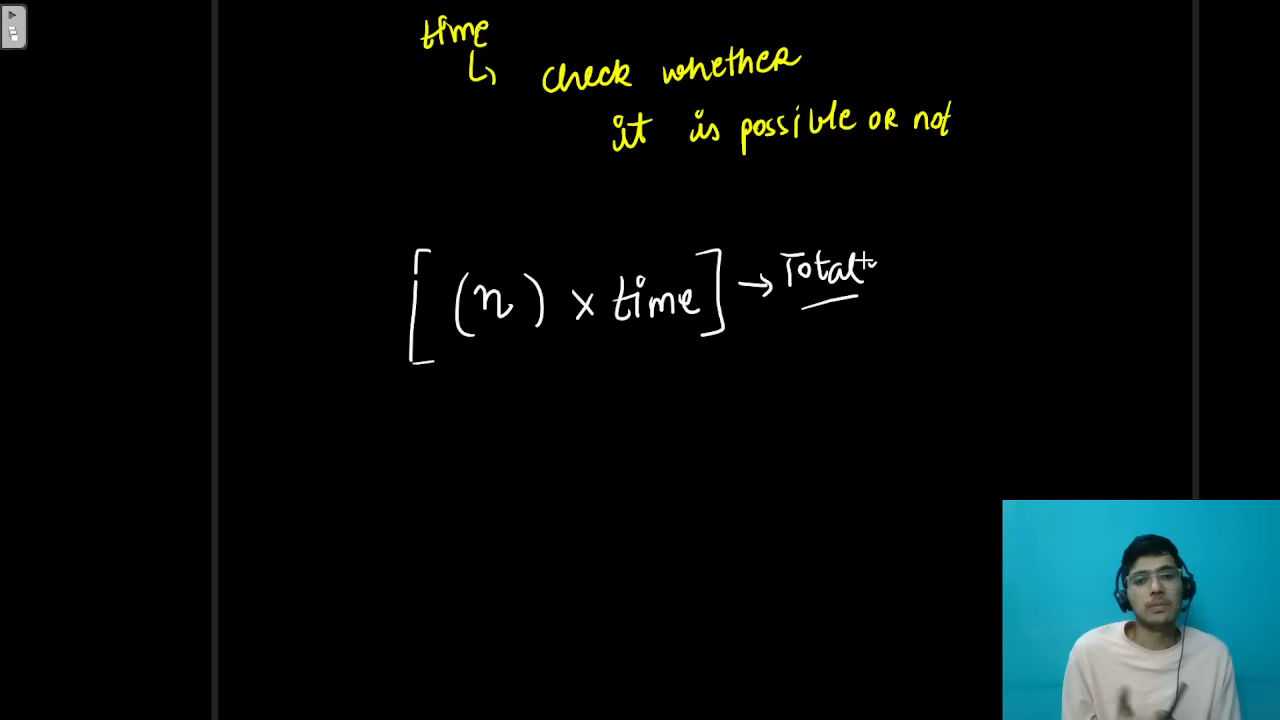 time
↳ check whether
it is possible OR not
[(n) × time] → Total